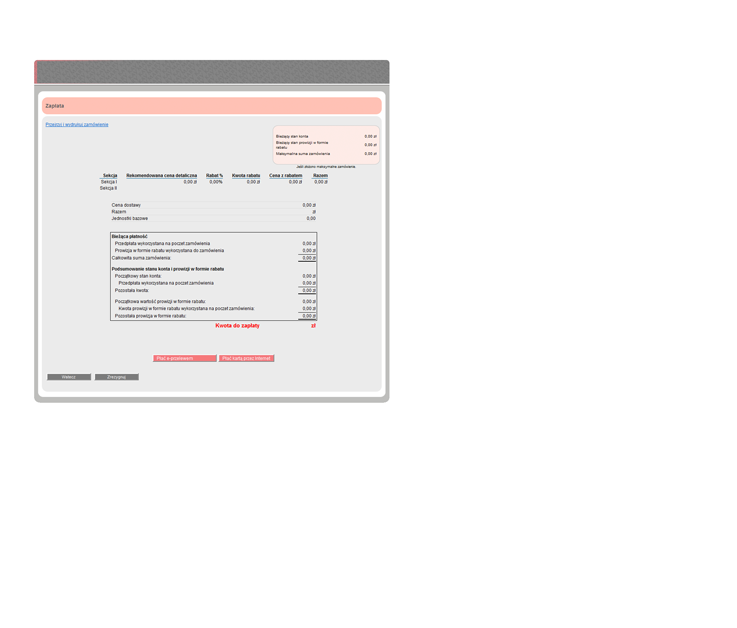 Zapłata
Przejrzyj i wydrukuj zamówienie
Bieżący stan konta 0,00 zł
Bieżący stan prowizji w formie
rabatu 0,00 zł
Maksymalna suma zamówienia 0,00 zł
Jeśli złożono maksymalne zamówienie.
Sekcja Rekomendowana cena detaliczna Rabat % Kwota rabatu Cena z rabatem Razem
Sekcja I 0,00 zł 0,00% 0,00 zł 0,00 zł 0,00 zł
Sekcja II
Cena dostawy 0,00 zł
Razem zł
Jednostki bazowe 0,00
Bieżąca płatność
Przedpłata wykorzystana na poczet zamówienia 0,00 zł
Prowizja w formie rabatu wykorzystana do zamówienia 0,00 zł
Całkowita suma zamówienia: 0,00 zł
Podsumowanie stanu konta i prowizji w formie rabatu
Początkowy stan konta: 0,00 zł
Przedpłata wykorzystana na poczet zamówienia 0,00 zł
Pozostała kwota: 0,00 zł
Początkowa wartość prowizji w formie rabatu: 0,00 zł
Kwota prowizji w formie rabatu wykorzystana na poczet zamówienia: 0,00 zł
Pozostała prowizja w formie rabatu: 0,00 zł
Kwota do zapłaty zł
Płać e-przelewem Płać kartą przez Internet
Wstecz Zrezygnuj